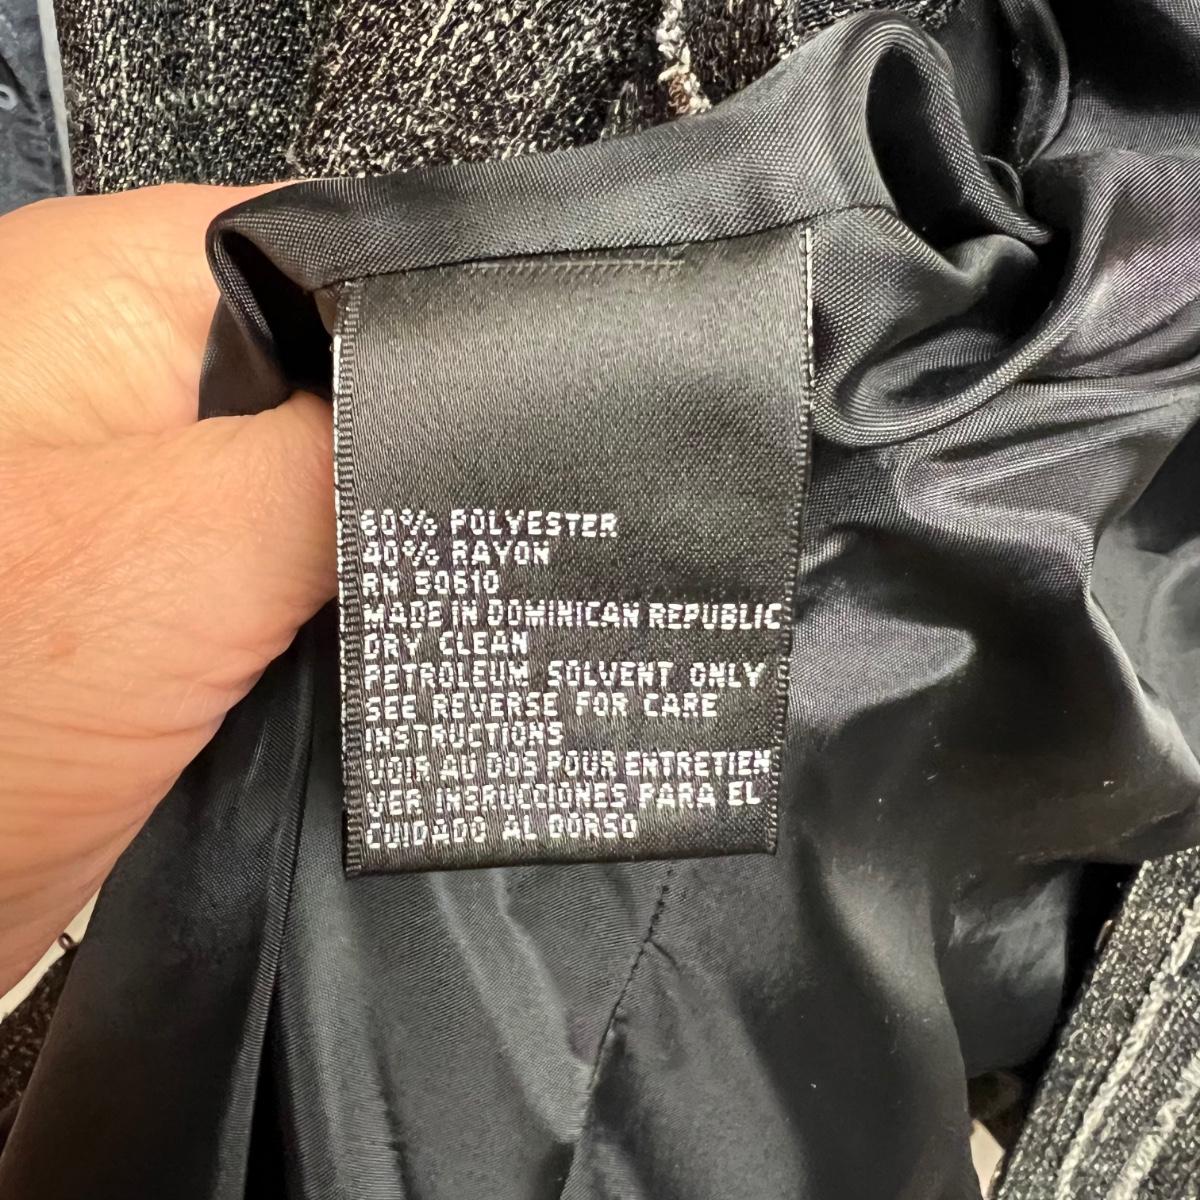 60% POLYESTER
40% RAYON
RN 50510
MADE IN DOMINICAN REPUBLIC
DRY CLEAN
PETROLEUM SOLVENT ONLY
SEE REVERSE FOR CARE
INSTRUCTIONS
VOIR AU DOS POUR ENTRETIEN
VER INSRUCCIONES PARA EL
CUIDADO AL DORSO